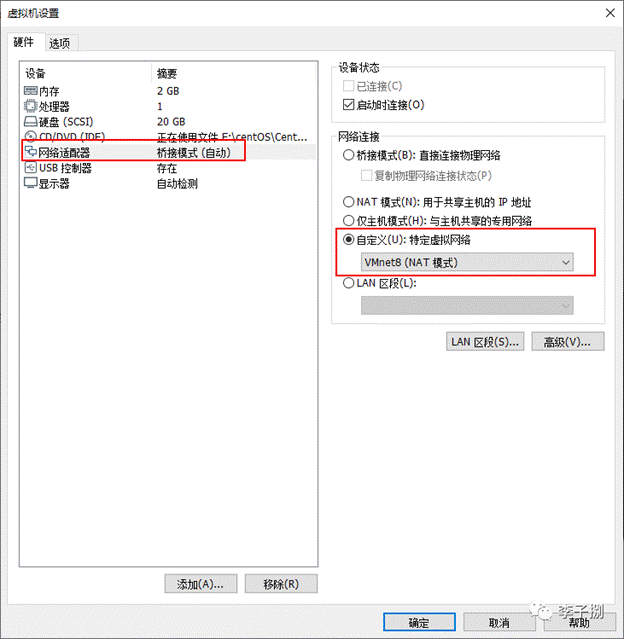 虚拟机设置
硬件 选项
设备 摘要
内存 2 GB
处理器 1
硬盘 (SCSI) 20 GB
CD/DVD (IDE) 正在使用文件 E:\centOS\Cent...
网络适配器 桥接模式 (自动)
USB 控制器 存在
显示器 自动检测
添加(A)... 移除(R)
设备状态
已连接(C)
启动时连接(O)
网络连接
桥接模式(B): 直接连接物理网络
复制物理网络连接状态(P)
NAT 模式(N): 用于共享主机的 IP 地址
仅主机模式(H): 与主机共享的专用网络
自定义(U): 特定虚拟网络
VMnet8 (NAT 模式)
LAN 区段(L):
LAN 区段(S)... 高级(V)...
李子捌
确定 取消 帮助